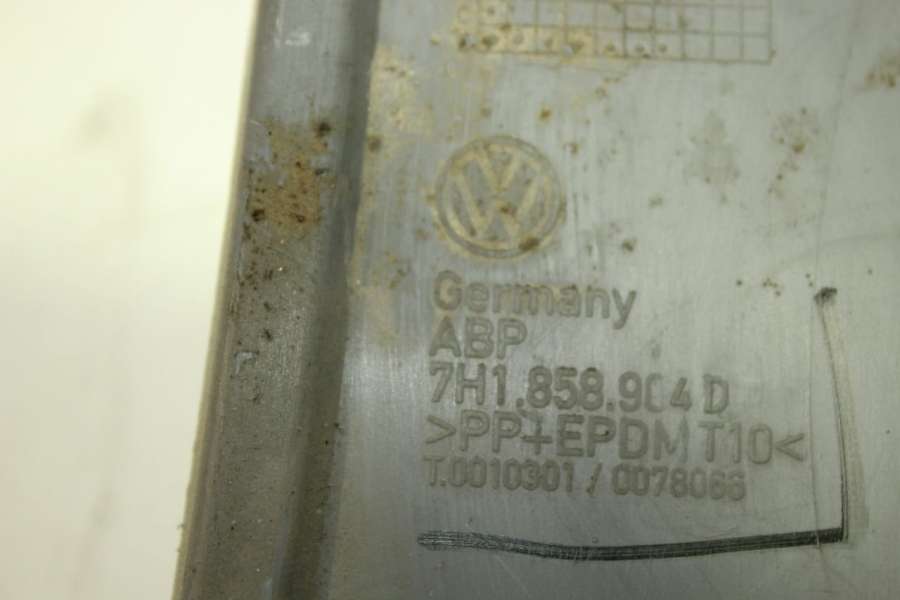 Germany
ABP
7H1.858.904 D
>PP+EPDM T10<
T.0010301 / 0078066